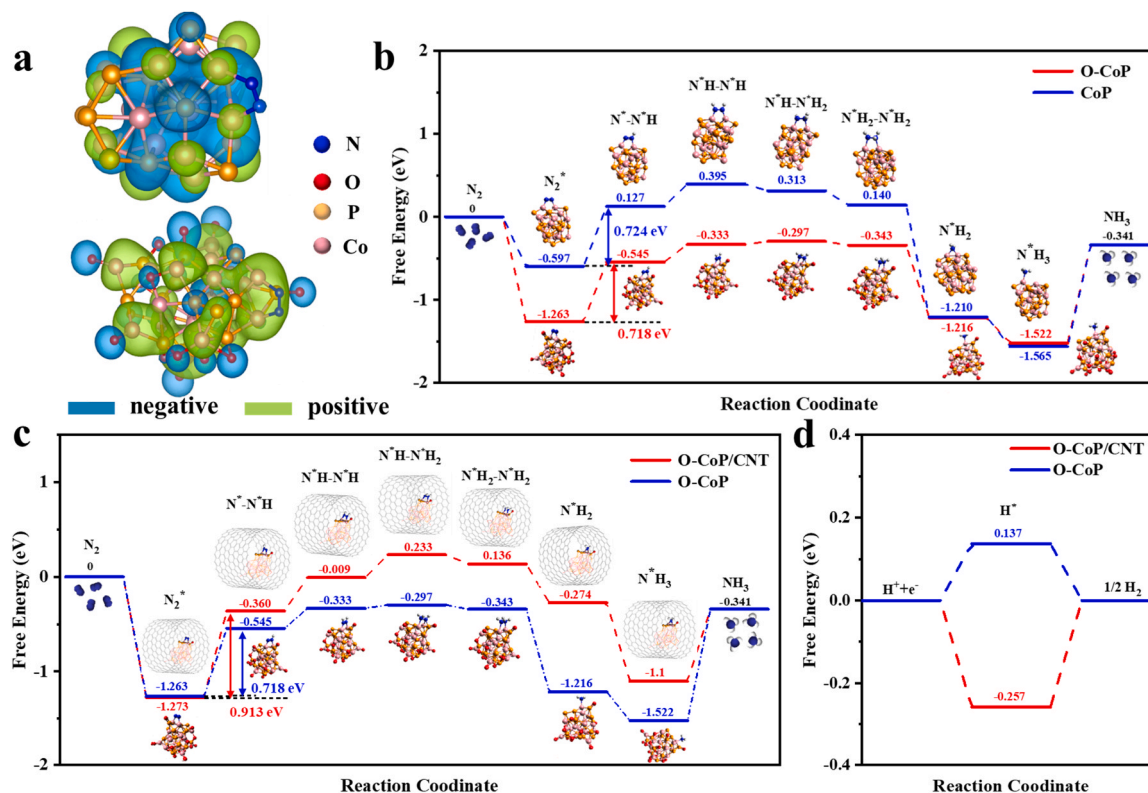 a
N
O
P
Co
negative
positive
b
O-CoP
CoP
Free Energy (eV)
2
1
0
-1
-2
N₂
0
N₂*
-0.597
-1.263
N*-N*H
0.127
0.724 eV
-0.545
0.718 eV
N*H-N*H
0.395
-0.333
N*H-N*H₂
0.313
-0.297
N*H₂-N*H₂
0.140
-0.343
N*H₂
-1.210
-1.216
N*H₃
-1.522
-1.565
NH₃
-0.341
Reaction Coodinate
c
O-CoP/CNT
O-CoP
Free Energy (eV)
1
0
-1
-2
N₂
0
N₂*
-1.263
-1.273
N*-N*H
-0.360
-0.545
0.718 eV
0.913 eV
N*H-N*H
-0.009
-0.333
N*H-N*H₂
0.233
-0.297
N*H₂-N*H₂
0.136
-0.343
N*H₂
-0.274
-1.216
N*H₃
-1.1
-1.522
NH₃
-0.341
Reaction Coodinate
d
O-CoP/CNT
O-CoP
Free Energy (eV)
0.4
0.2
0.0
-0.2
-0.4
H⁺+e⁻
H*
0.137
-0.257
1/2 H₂
Reaction Coodinate